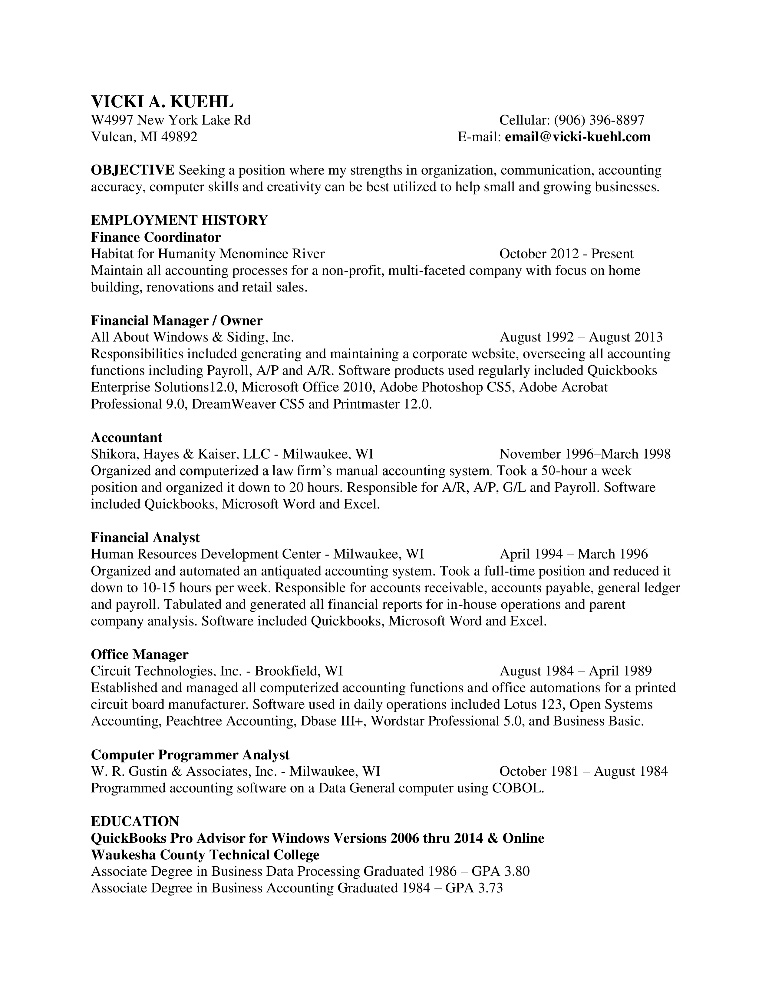 VICKI A. KUEHL
W4997 New York Lake Rd Cellular: (906) 396-8897
Vulcan, MI 49892 E-mail: email@vicki-kuehl.com
OBJECTIVE Seeking a position where my strengths in organization, communication, accounting
accuracy, computer skills and creativity can be best utilized to help small and growing businesses.
EMPLOYMENT HISTORY
Finance Coordinator
Habitat for Humanity Menominee River October 2012 - Present
Maintain all accounting processes for a non-profit, multi-faceted company with focus on home
building, renovations and retail sales.
Financial Manager / Owner
All About Windows & Siding, Inc. August 1992 – August 2013
Responsibilities included generating and maintaining a corporate website, overseeing all accounting
functions including Payroll, A/P and A/R. Software products used regularly included Quickbooks
Enterprise Solutions12.0, Microsoft Office 2010, Adobe Photoshop CS5, Adobe Acrobat
Professional 9.0, DreamWeaver CS5 and Printmaster 12.0.
Accountant
Shikora, Hayes & Kaiser, LLC - Milwaukee, WI November 1996–March 1998
Organized and computerized a law firm's manual accounting system. Took a 50-hour a week
position and organized it down to 20 hours. Responsible for A/R, A/P, G/L and Payroll. Software
included Quickbooks, Microsoft Word and Excel.
Financial Analyst
Human Resources Development Center - Milwaukee, WI April 1994 – March 1996
Organized and automated an antiquated accounting system. Took a full-time position and reduced it
down to 10-15 hours per week. Responsible for accounts receivable, accounts payable, general ledger
and payroll. Tabulated and generated all financial reports for in-house operations and parent
company analysis. Software included Quickbooks, Microsoft Word and Excel.
Office Manager
Circuit Technologies, Inc. - Brookfield, WI August 1984 – April 1989
Established and managed all computerized accounting functions and office automations for a printed
circuit board manufacturer. Software used in daily operations included Lotus 123, Open Systems
Accounting, Peachtree Accounting, Dbase III+, Wordstar Professional 5.0, and Business Basic.
Computer Programmer Analyst
W. R. Gustin & Associates, Inc. - Milwaukee, WI October 1981 – August 1984
Programmed accounting software on a Data General computer using COBOL.
EDUCATION
QuickBooks Pro Advisor for Windows Versions 2006 thru 2014 & Online
Waukesha County Technical College
Associate Degree in Business Data Processing Graduated 1986 – GPA 3.80
Associate Degree in Business Accounting Graduated 1984 – GPA 3.73